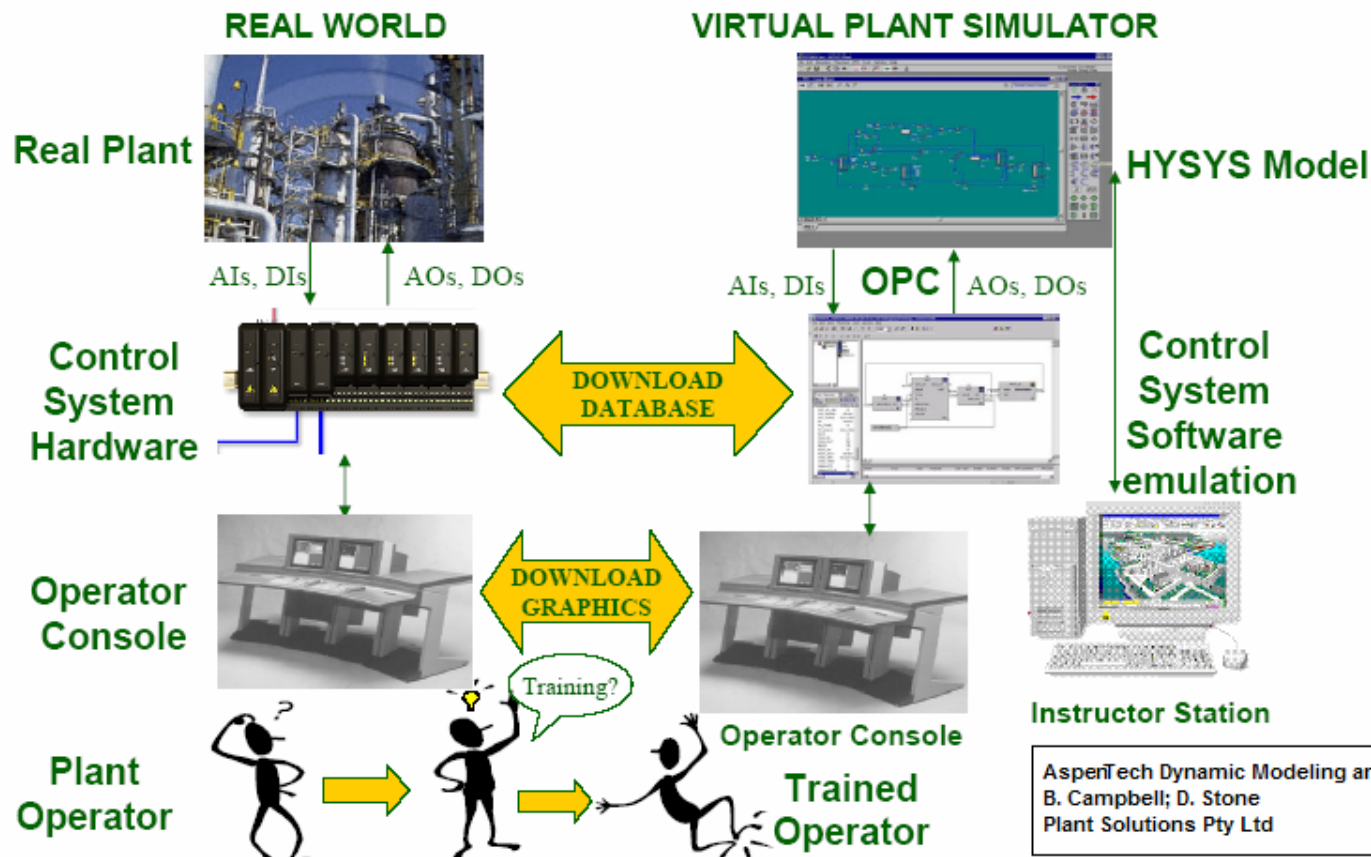 REAL WORLD
VIRTUAL PLANT SIMULATOR
Real Plant
HYSYS Model
AIs, DIs
AOs, DOs
AIs, DIs
OPC
AOs, DOs
Control
System
Hardware
DOWNLOAD
DATABASE
Control
System
Software
emulation
Operator
Console
DOWNLOAD
GRAPHICS
?
Training?
Operator Console
Instructor Station
Plant
Operator
Trained
Operator
AspenTech Dynamic Modeling
B. Campbell; D. Stone
Plant Solutions Pty Ltd